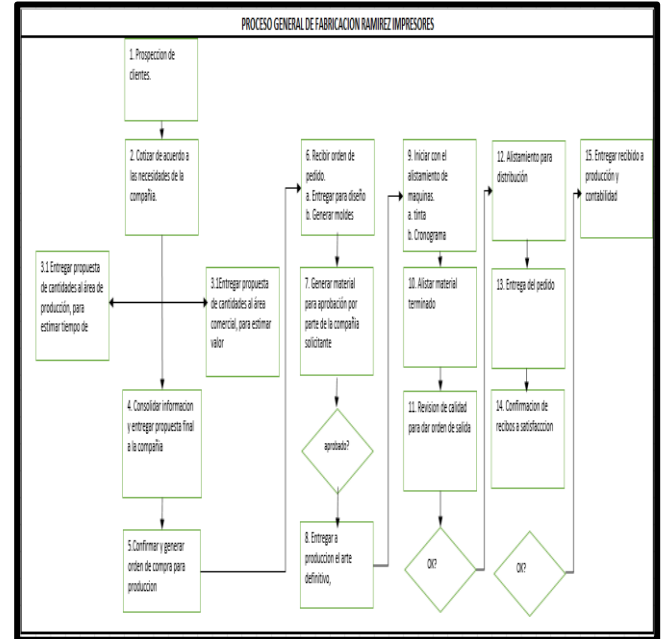 PROCESO GENERAL DE FABRICACION RAMIREZ IMPRESORES
1. Prospeccion de
clientes.
2. Cotizar de acuerdo a
las necesidades de la
compañía.
3.1 Entregar propuesta
de cantidades al área de
producción, para
estimar tiempo de
3.1Entregar propuesta
de cantidades al área
comercial, para estimar
valor
4. Consolidar informacion
y entregar propuesta final
a la compañía
5.Confirmar y generar
orden de compra para
produccion
6. Recibir orden de
pedido.
a. Entregar para diseño
b. Generar moldes
7. Generar material
para aprobación por
parte de la compañía
solicitante
aprobado?
8. Entregar a
produccion el arte
definitivo,
9. Iniciar con el
alistamiento de
maquinas.
a. tinta
b. Cronograma
10. Alistar material
terminado
11. Revision de calidad
para dar orden de salida
OK?
12. Alistamiento para
distribución
13. Entrega del pedido
14. Confirmacion de
recibos a satisfacccion
OK?
15. Entregar recibido a
producción y
contabilidad